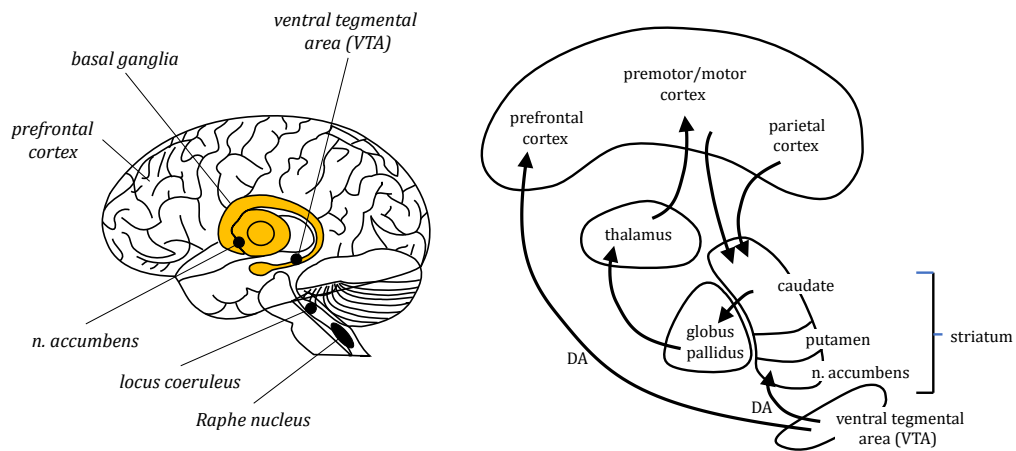 ventral tegmental
area (VTA)
basal ganglia
prefrontal
cortex
n. accumbens
locus coeruleus
Raphe nucleus
premotor/motor
cortex
prefrontal
cortex
parietal
cortex
thalamus
caudate
globus
pallidus
putamen
striatum
n. accumbens
DA
DA
ventral tegmental
area (VTA)